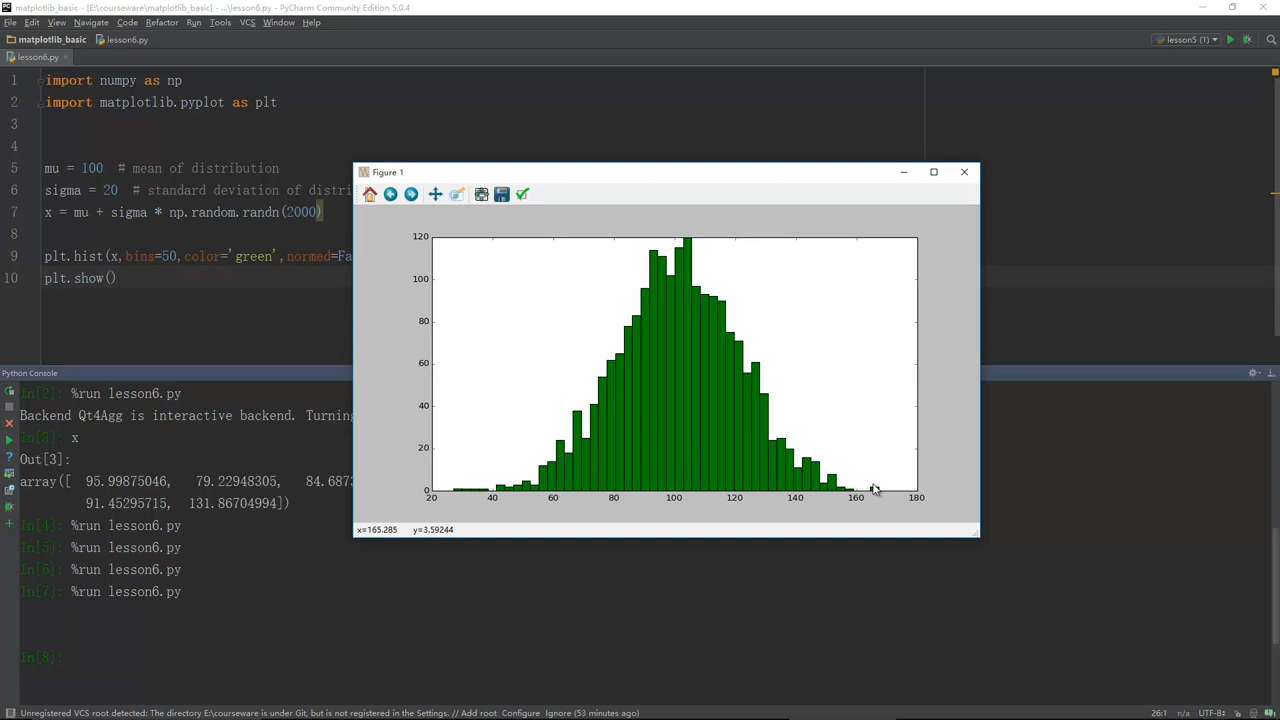 matplotlib_basic - [E:\courseware\matplotlib_basic] - ...\lesson6.py - PyCharm Community Edition 5.0.4
File Edit View Navigate Code Refactor Run Tools VCS Window Help
matplotlib_basic lesson6.py lesson5 (1)
lesson6.py
1 import numpy as np
2 import matplotlib.pyplot as plt
3
4
5 mu = 100 # mean of distribution
6 sigma = 20 # standard deviation of distri
7 x = mu + sigma * np.random.randn(2000)
8
9 plt.hist(x,bins=50,color='green',normed=Fa
10 plt.show()
Figure 1
120
100
80
60
40
20
0
20 40 60 80 100 120 140 160 180
x=165.285 y=3.59244
Python Console
In[2]: %run lesson6.py
Backend Qt4Agg is interactive backend. Turning
In[3]: x
Out[3]:
array([ 95.99875046, 79.22948305, 84.6873
91.45295715, 131.86704994])
In[4]: %run lesson6.py
In[5]: %run lesson6.py
In[6]: %run lesson6.py
In[7]: %run lesson6.py
In[8]:
Unregistered VCS root detected: The directory E:\courseware is under Git, but is not registered in the Settings. // Add root Configure Ignore (53 minutes ago) 26:1 n/a UTF-8